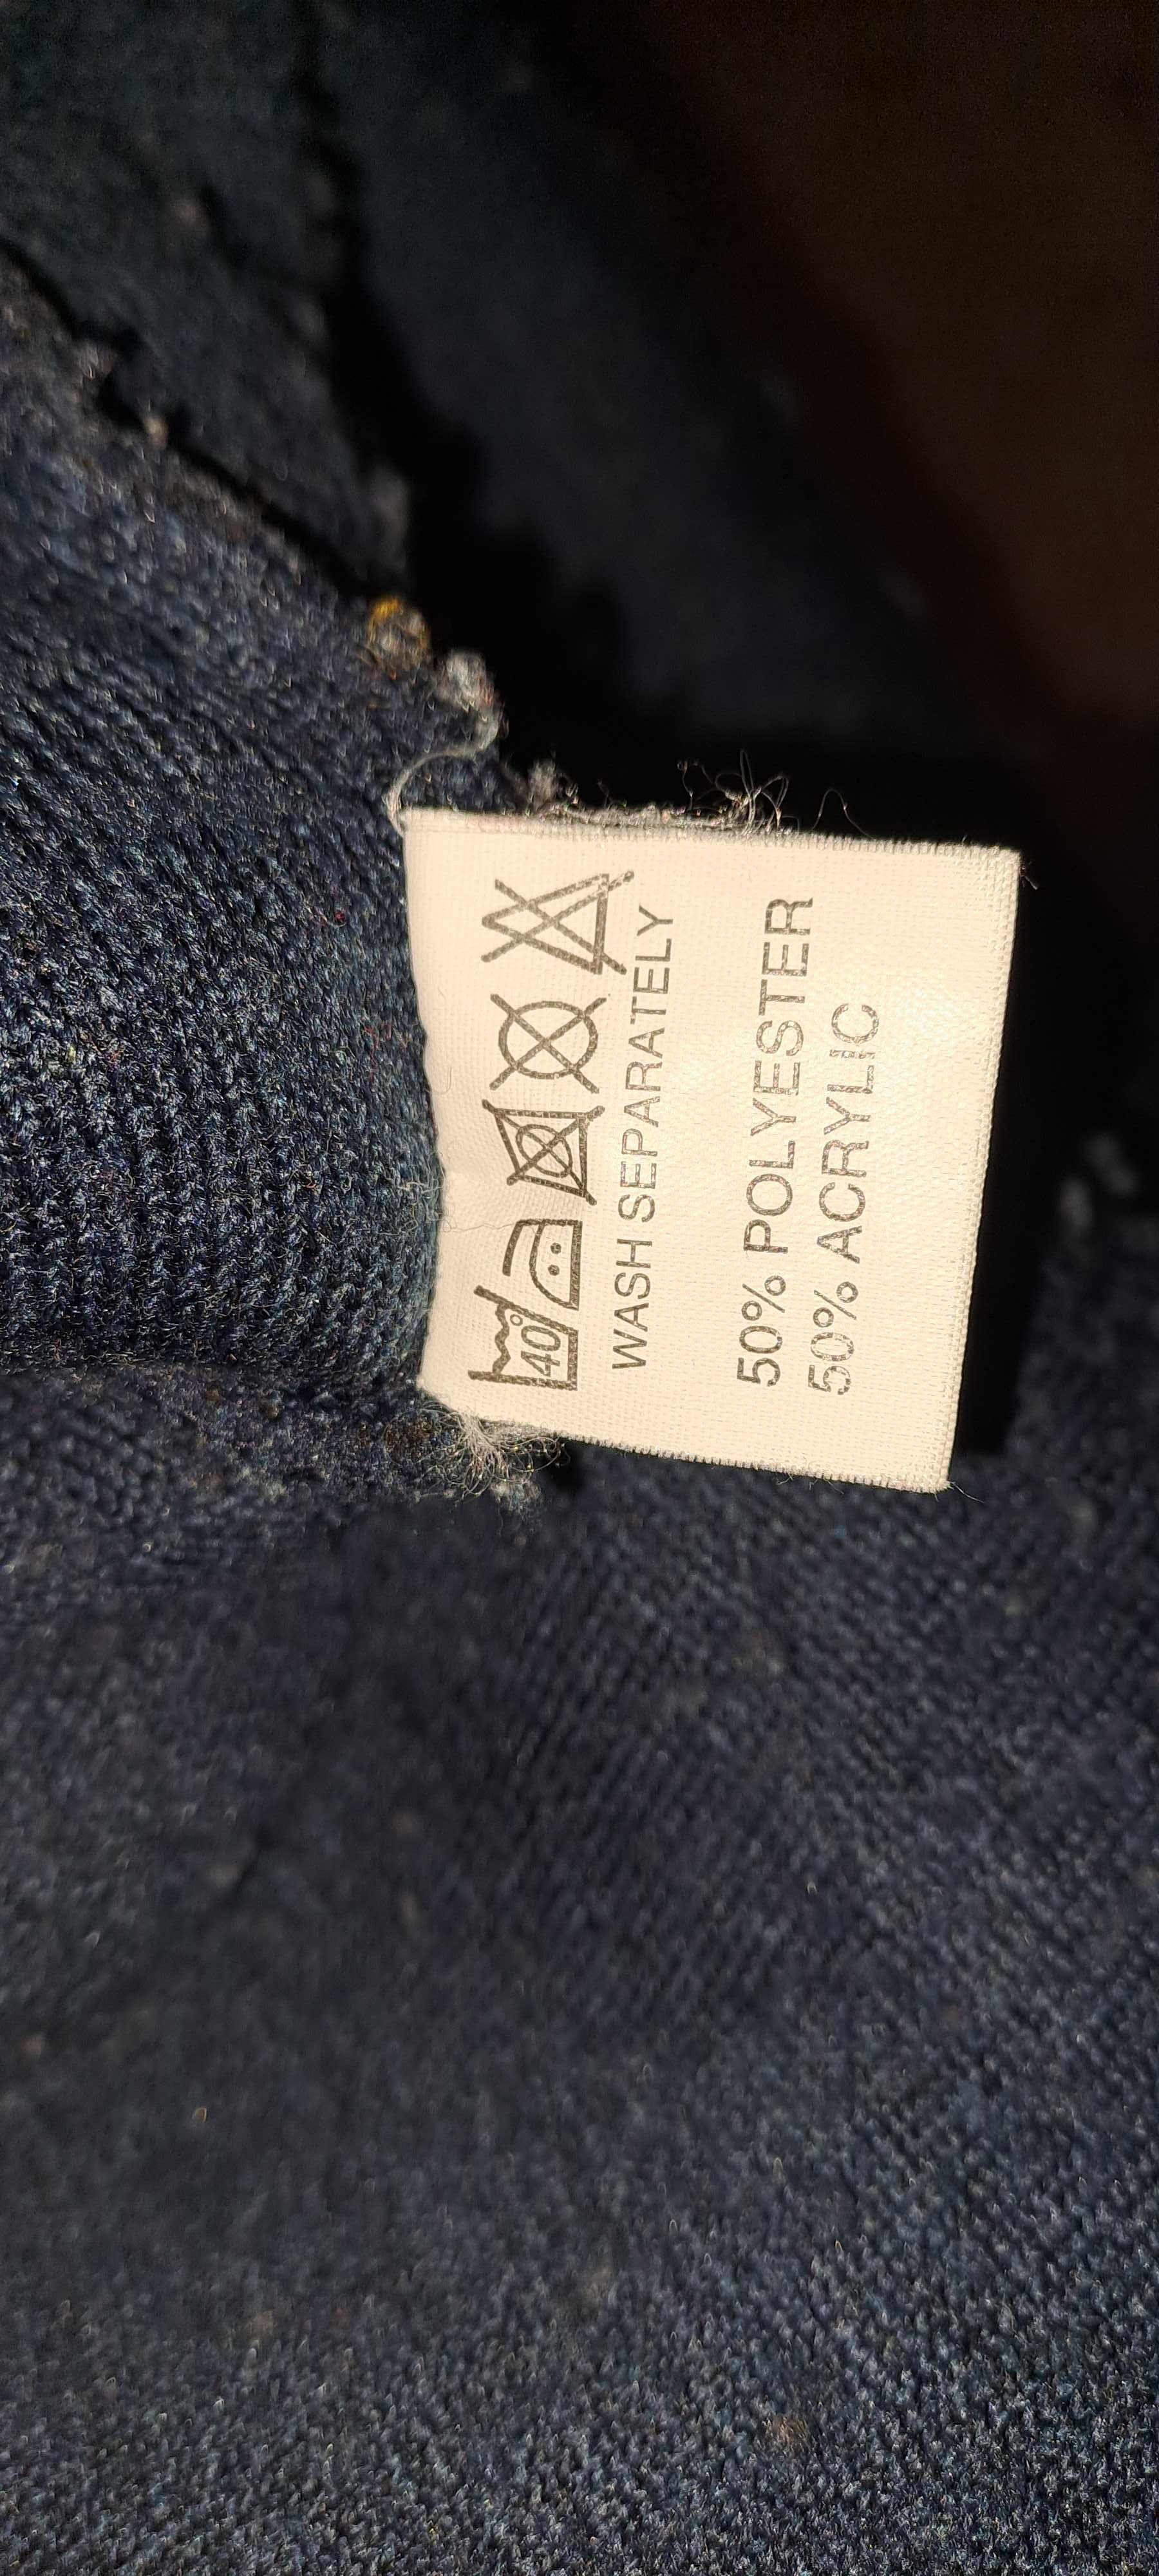 40°
WASH SEPARATELY
50% POLYESTER
50% ACRYLIC